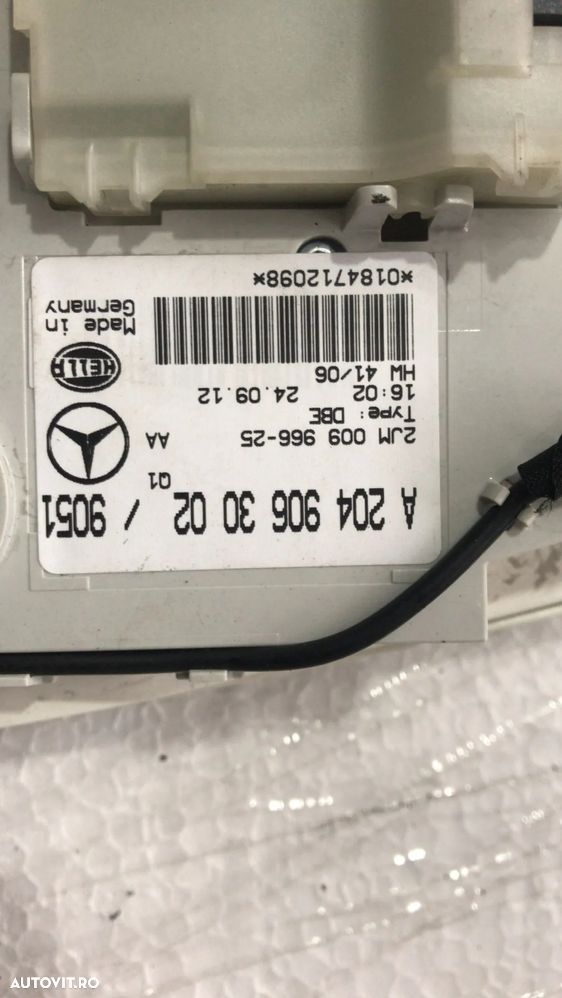 A 204 906 30 02 / 9051
Q1
2JM 009 966-25 AA
Type: DBE
16:02 24.09.12
HW 41/06
HELLA
Made in
Germany
*0184712098*
AUTOVIT.RO